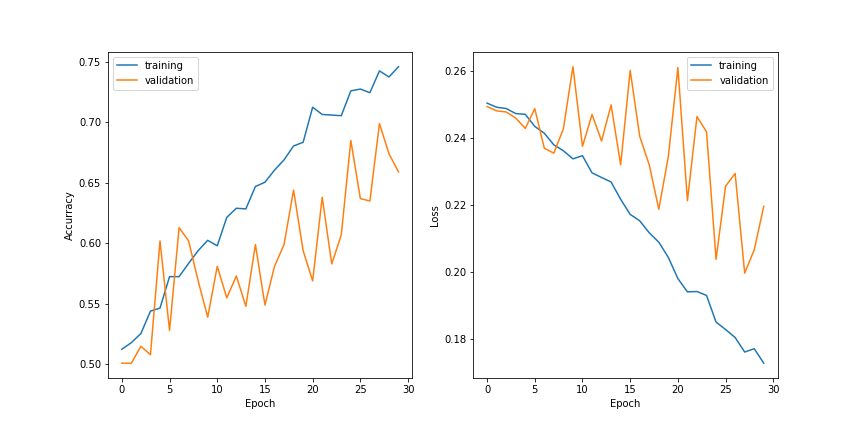 training
validation
0.75
0.70
0.65
0.60
0.55
0.50
Accurracy
0 5 10 15 20 25 30
Epoch
training
validation
0.26
0.24
0.22
0.20
0.18
Loss
0 5 10 15 20 25 30
Epoch